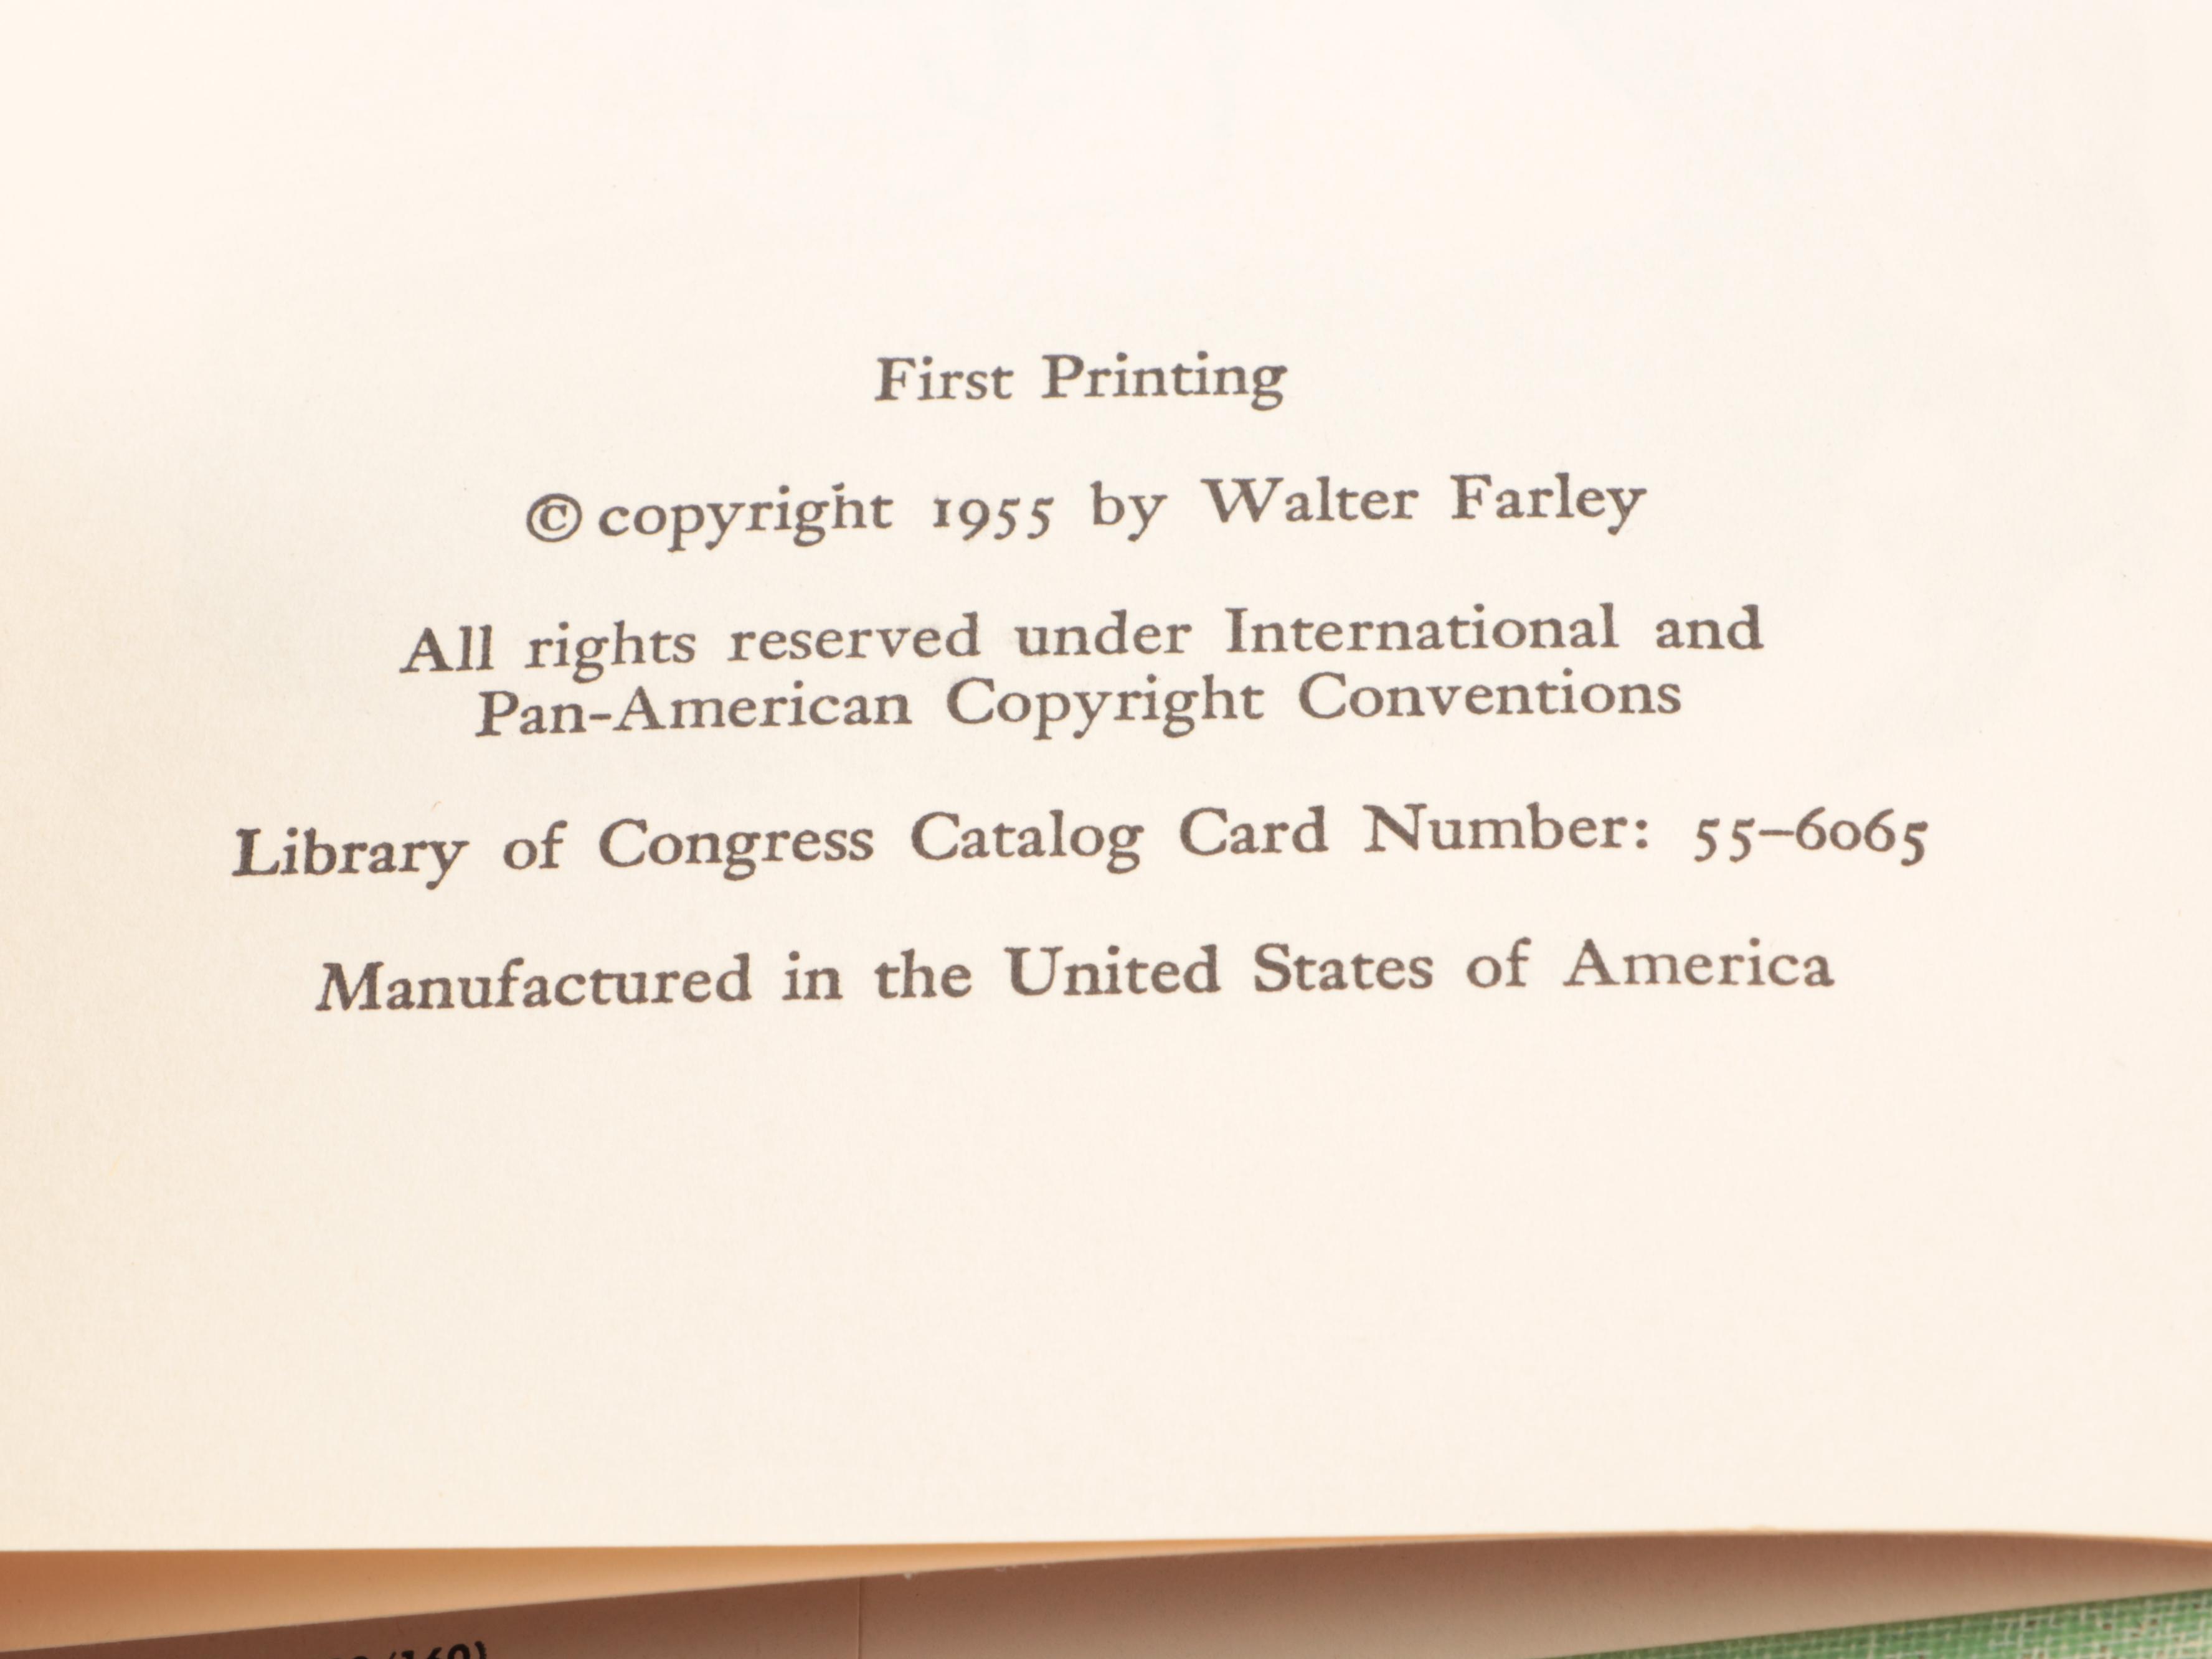 First Printing
© copyright 1955 by Walter Farley
All rights reserved under International and
Pan-American Copyright Conventions
Library of Congress Catalog Card Number: 55–6065
Manufactured in the United States of America